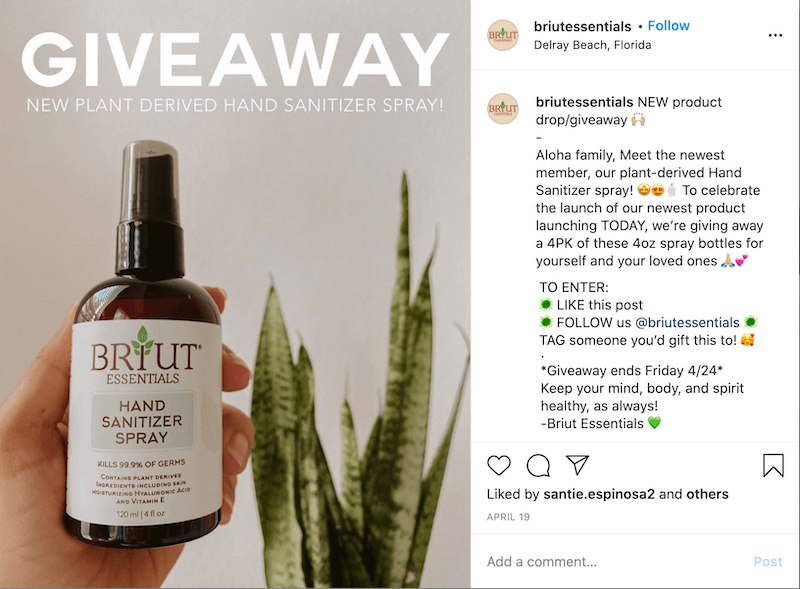 GIVEAWAY
NEW PLANT DERIVED HAND SANITIZER SPRAY!
BRIUT®
ESSENTIALS
HAND
SANITIZER
SPRAY
KILLS 99.9% OF GERMS
CONTAINS PLANT DERIVED
INGREDIENTS INCLUDING SKIN
MOISTURIZING HYALURONIC ACID
AND VITAMIN E
120 ml | 4 fl oz
BRIUT
ESSENTIALS
briutessentials • Follow
Delray Beach, Florida
BRIUT
ESSENTIALS
briutessentials NEW product
drop/giveaway 🙌🏼
-
Aloha family, Meet the newest
member, our plant-derived Hand
Sanitizer spray! 🤩😍🧴 To celebrate
the launch of our newest product
launching TODAY, we're giving away
a 4PK of these 4oz spray bottles for
yourself and your loved ones 🙏🏼💕
TO ENTER:
LIKE this post
FOLLOW us @briutessentials
TAG someone you'd gift this to! 🥰
.
*Giveaway ends Friday 4/24*
Keep your mind, body, and spirit
healthy, as always!
-Briut Essentials 💚
Liked by santie.espinosa2 and others
APRIL 19
Add a comment...
Post